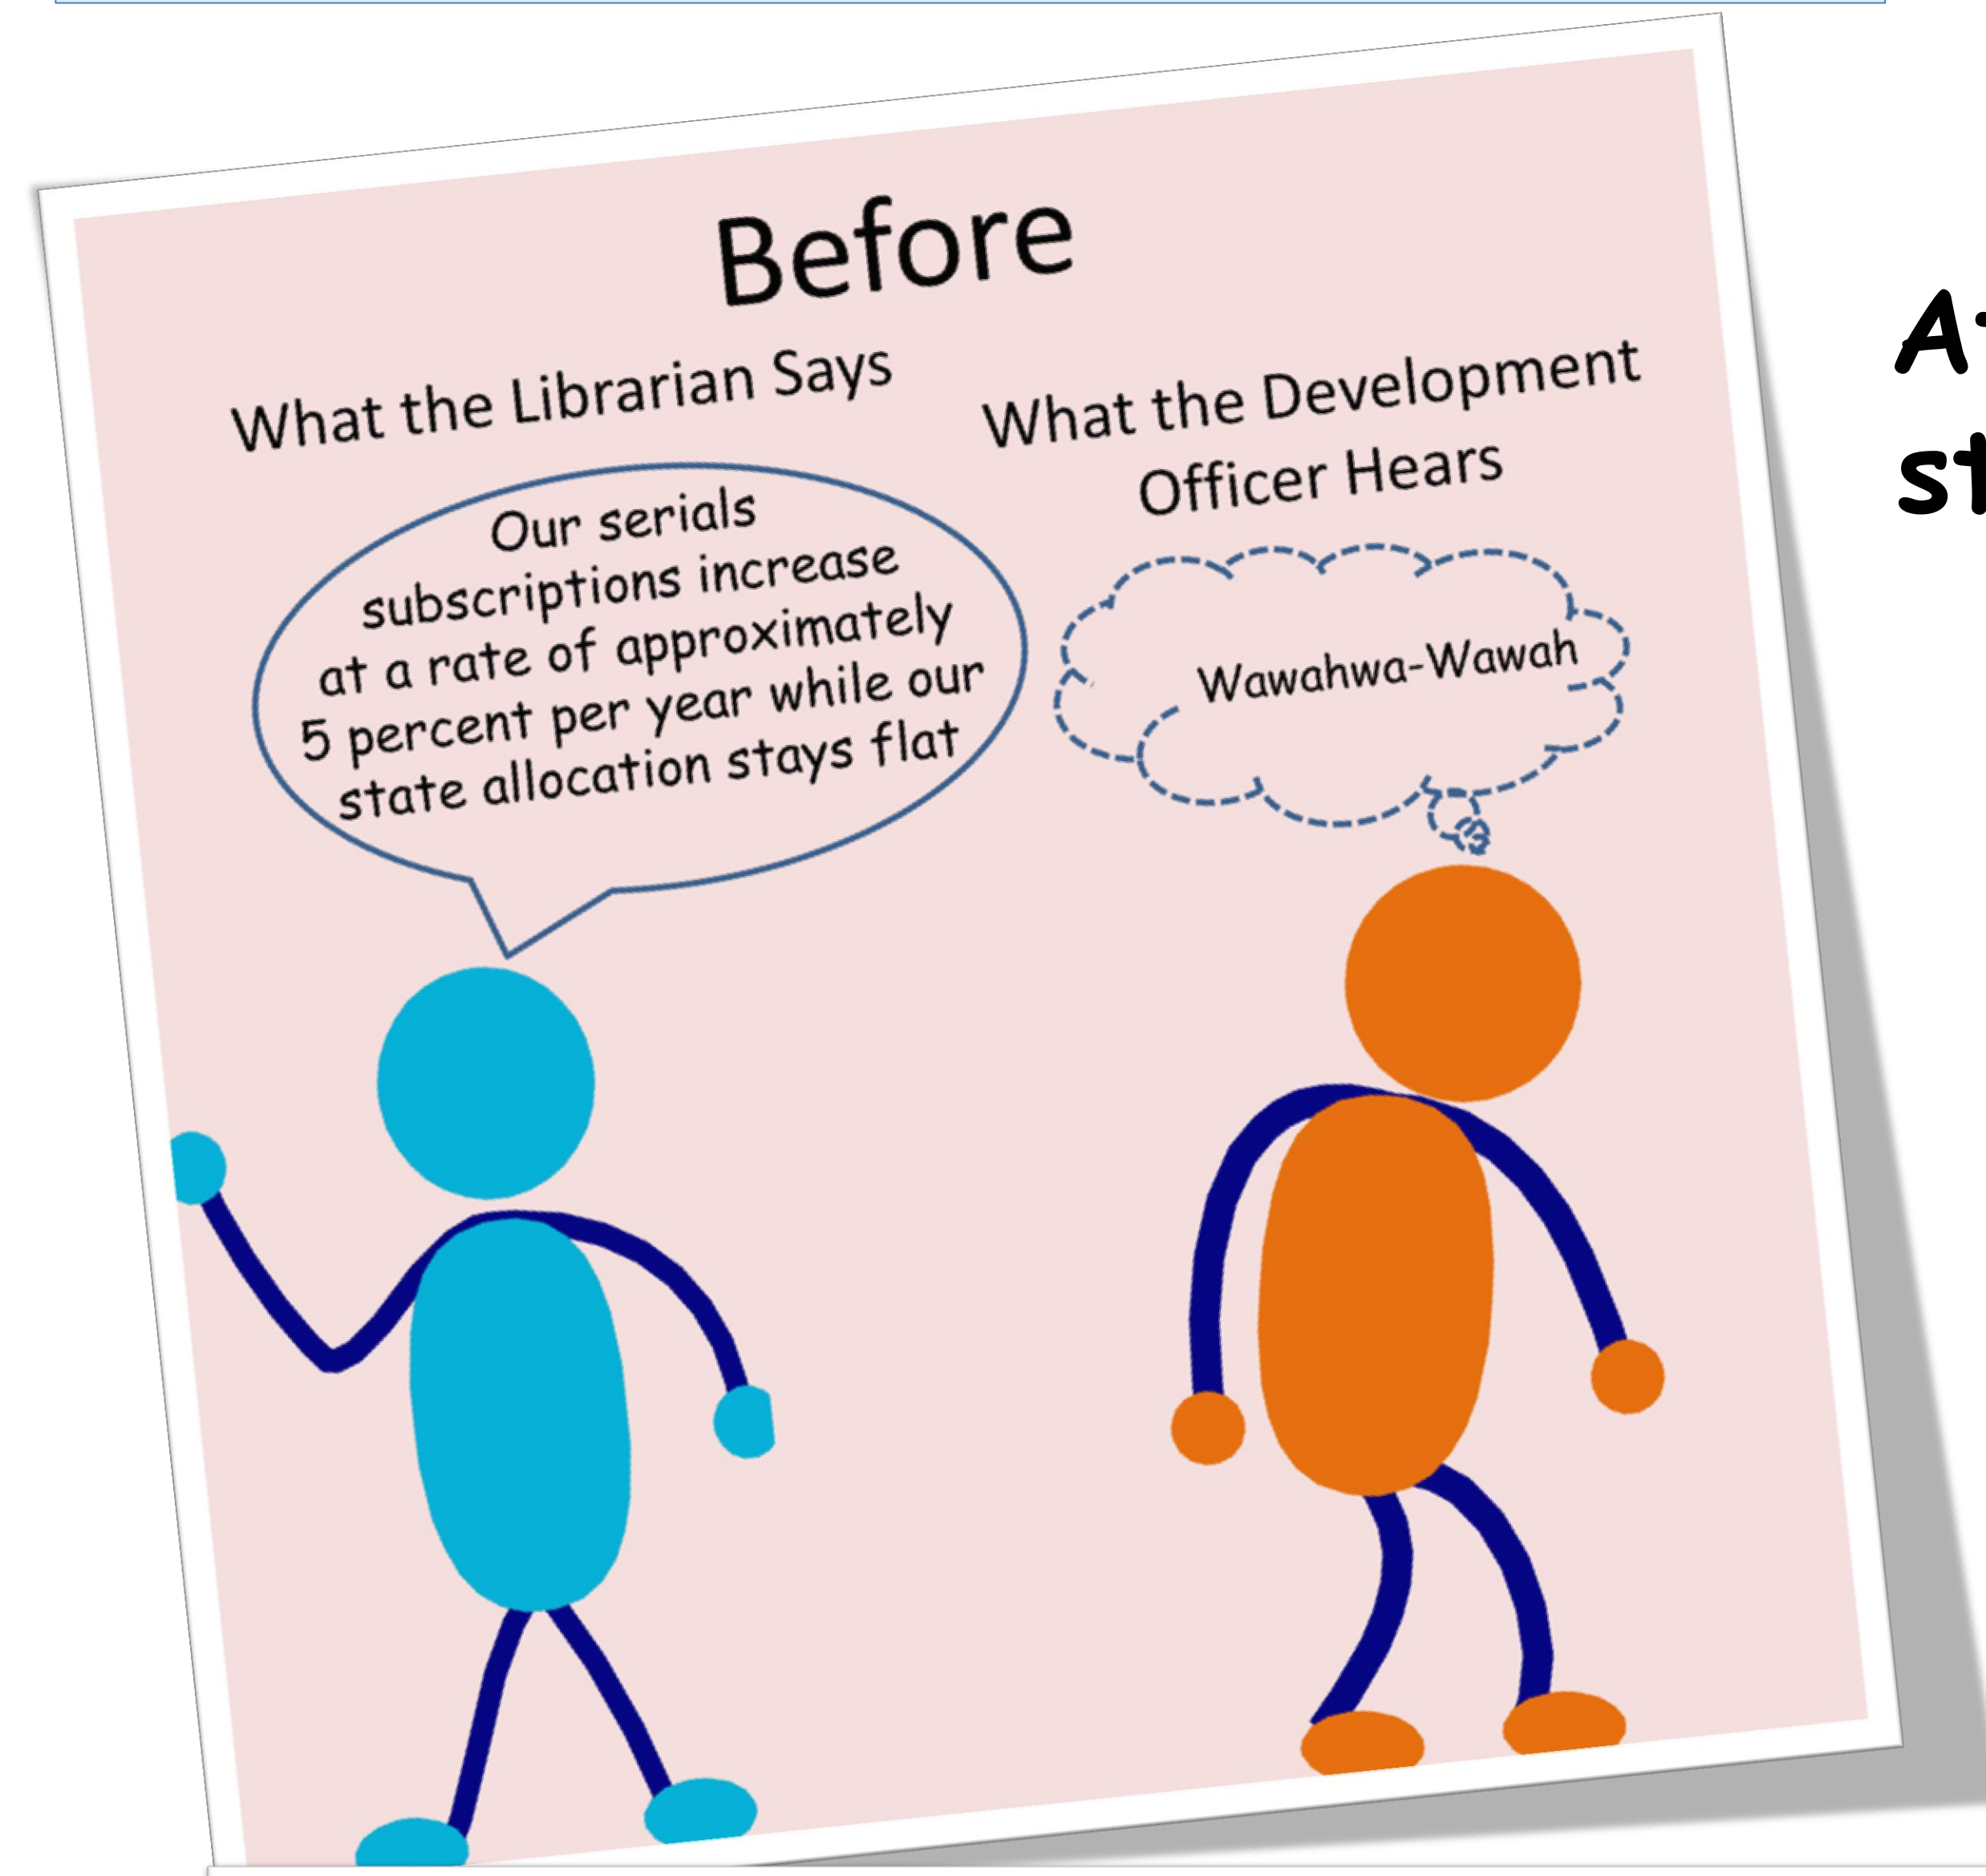 Before
What the Librarian Says
Our serials
subscriptions increase
at a rate of approximately
5 percent per year while our
state allocation stays flat
What the Development
Officer Hears
Wawahwa-Wawah